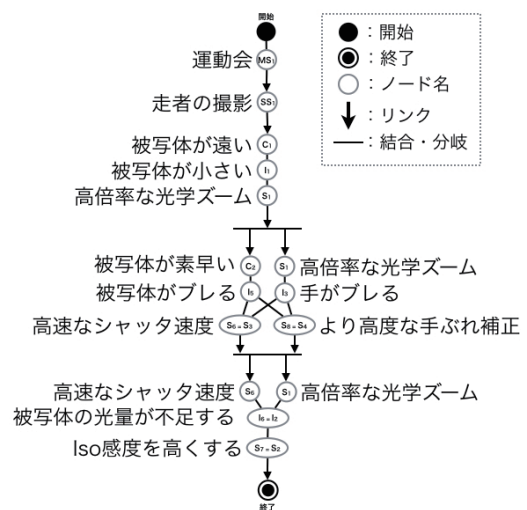 開始
運動会 MS₁
走者の撮影 SS₁
被写体が遠い C₁
被写体が小さい I₁
高倍率な光学ズーム S₁
被写体が素早い C₂ S₁ 高倍率な光学ズーム
被写体がブレる I₅ I₃ 手がブレる
高速なシャッタ速度 S₆ = S₃ S₈ = S₄ より高度な手ぶれ補正
高速なシャッタ速度 S₆ S₁ 高倍率な光学ズーム
被写体の光量が不足する I₆ = I₂
Iso感度を高くする S₇ = S₂
終了
：開始
：終了
：ノード名
：リンク
：結合・分岐